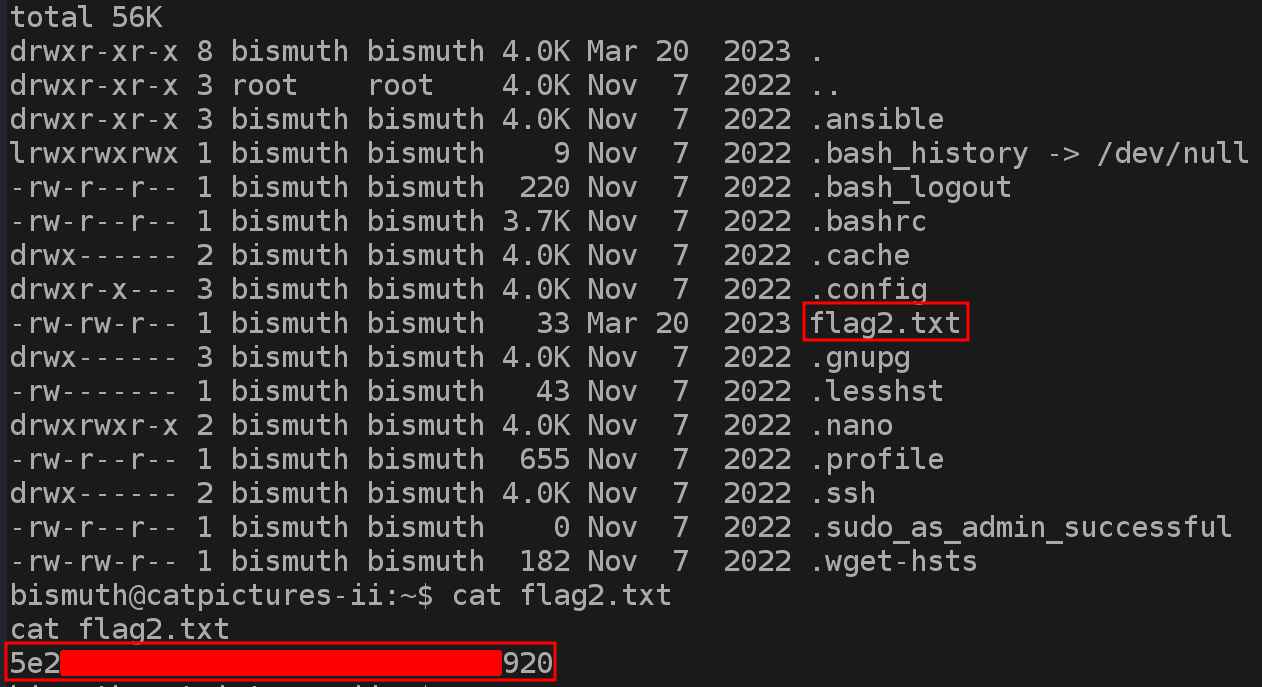 total 56K
drwxr-xr-x 8 bismuth bismuth 4.0K Mar 20  2023 .
drwxr-xr-x 3 root    root    4.0K Nov  7  2022 ..
drwxr-xr-x 3 bismuth bismuth 4.0K Nov  7  2022 .ansible
lrwxrwxrwx 1 bismuth bismuth    9 Nov  7  2022 .bash_history -> /dev/null
-rw-r--r-- 1 bismuth bismuth  220 Nov  7  2022 .bash_logout
-rw-r--r-- 1 bismuth bismuth 3.7K Nov  7  2022 .bashrc
drwx------ 2 bismuth bismuth 4.0K Nov  7  2022 .cache
drwxr-x--- 3 bismuth bismuth 4.0K Nov  7  2022 .config
-rw-rw-r-- 1 bismuth bismuth   33 Mar 20  2023 flag2.txt
drwx------ 3 bismuth bismuth 4.0K Nov  7  2022 .gnupg
-rw------- 1 bismuth bismuth   43 Nov  7  2022 .lesshst
drwxrwxr-x 2 bismuth bismuth 4.0K Nov  7  2022 .nano
-rw-r--r-- 1 bismuth bismuth  655 Nov  7  2022 .profile
drwx------ 2 bismuth bismuth 4.0K Nov  7  2022 .ssh
-rw-r--r-- 1 bismuth bismuth    0 Nov  7  2022 .sudo_as_admin_successful
-rw-rw-r-- 1 bismuth bismuth  182 Nov  7  2022 .wget-hsts
bismuth@catpictures-ii:~$ cat flag2.txt
cat flag2.txt
5e2 920